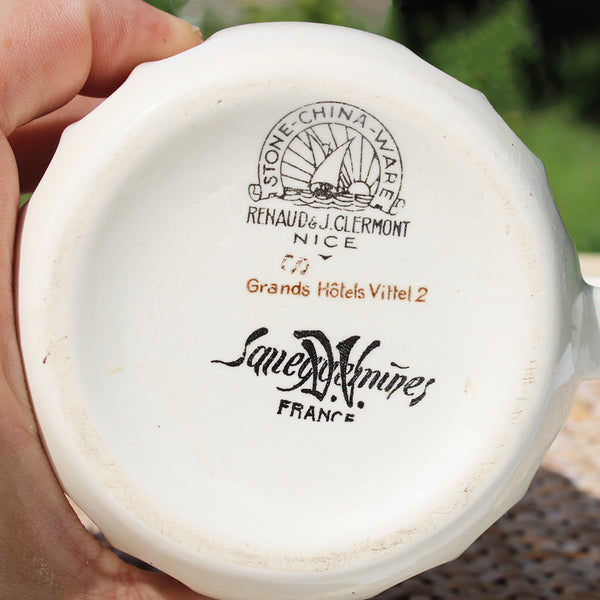 STONE-CHINA-WARE
RENAUD & J. CLERMONT
NICE
Grands Hôtels Vittel 2
Sarreguemines
D.V.
FRANCE